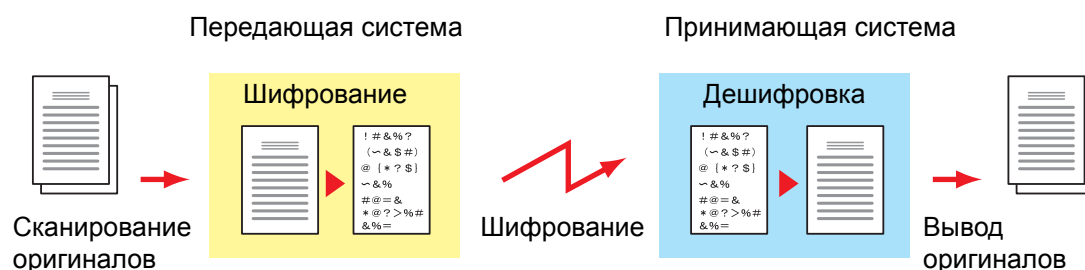 Передающая система
Принимающая система
Шифрование
! # & % ?
(∽ & $ # )
@ [ * ? $ }
∽ & %
# @ = &
* @ ? > % #
& % =
Дешифровка
! # & % ?
(∽ & $ # )
@ { * ? $ ]
∽ & %
# @ = &
* @ ? > % #
& % =
Сканирование
оригиналов
Шифрование
Вывод
оригиналов